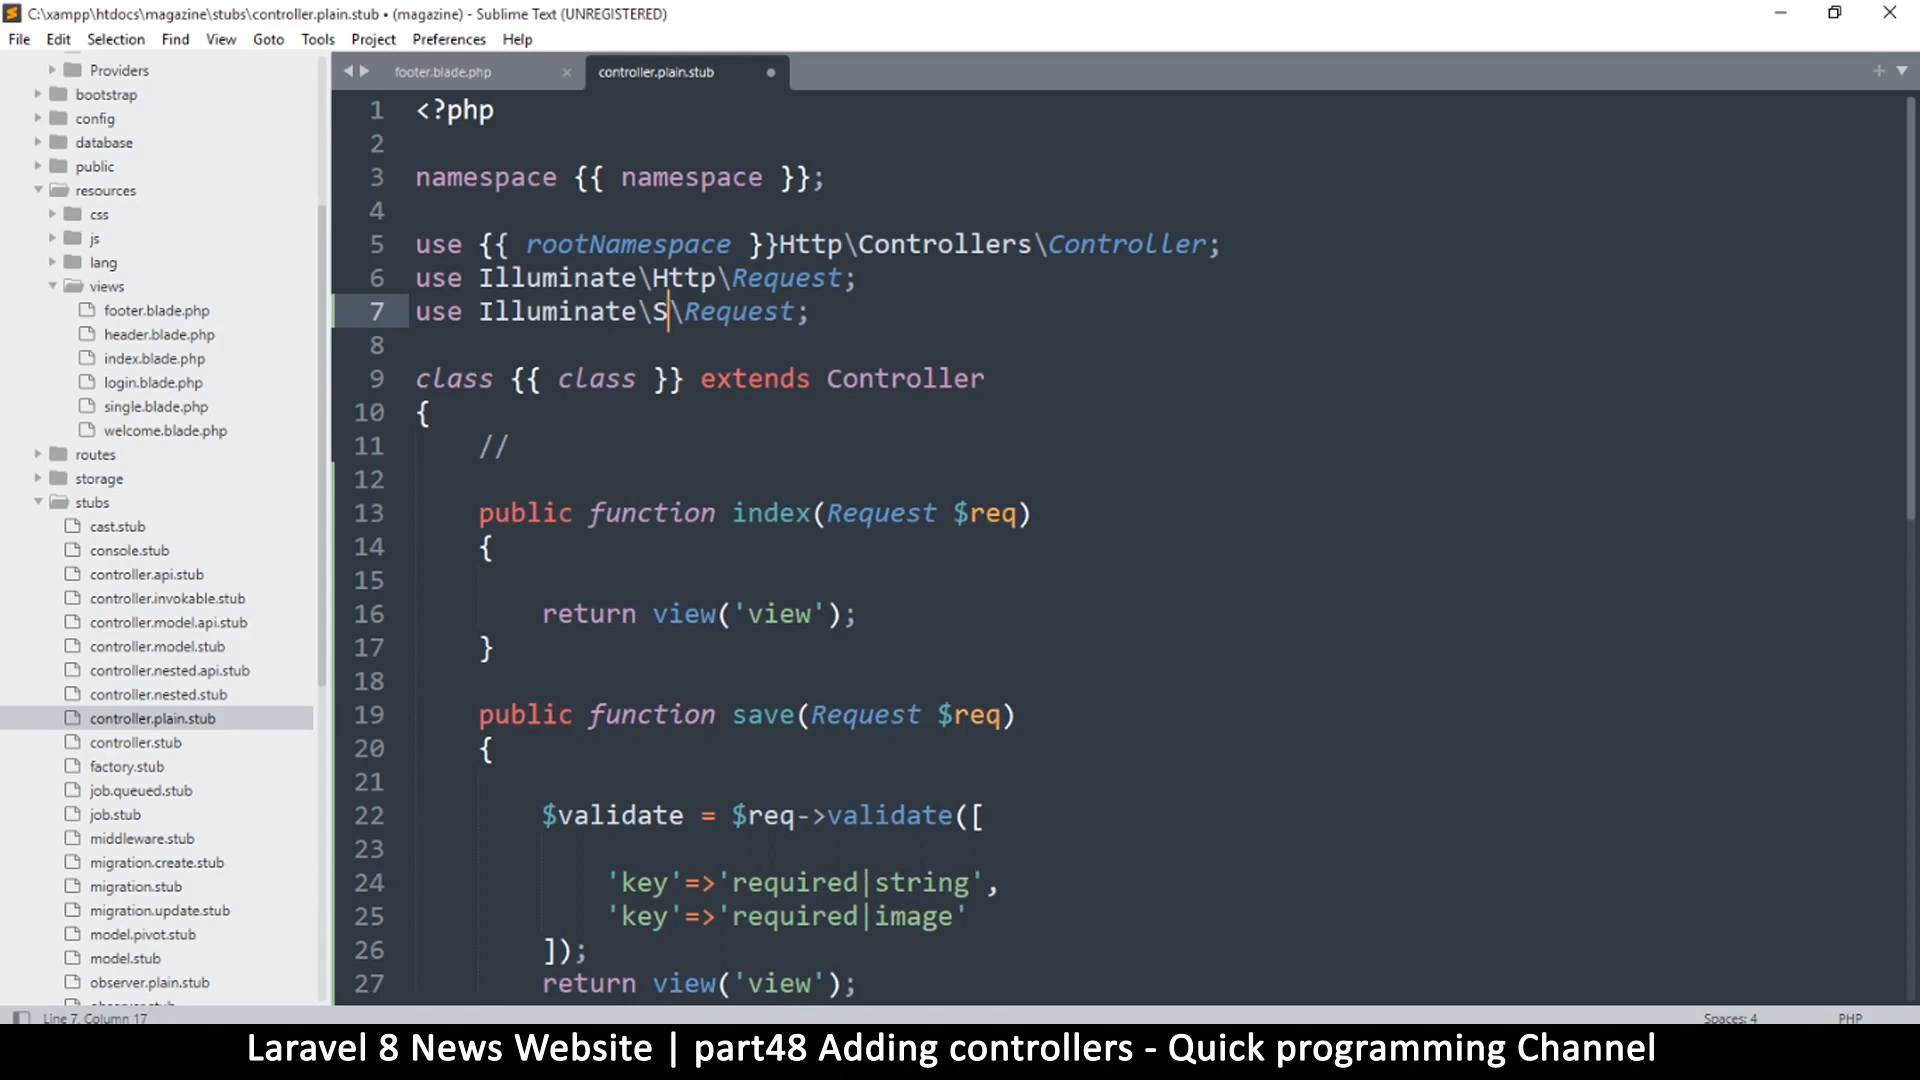 C:\xampp\htdocs\magazine\stubs\controller.plain.stub • (magazine) - Sublime Text (UNREGISTERED)
File Edit Selection Find View Goto Tools Project Preferences Help
Providers
bootstrap
config
database
public
resources
css
js
lang
views
footer.blade.php
header.blade.php
index.blade.php
login.blade.php
single.blade.php
welcome.blade.php
routes
storage
stubs
cast.stub
console.stub
controller.api.stub
controller.invokable.stub
controller.model.api.stub
controller.model.stub
controller.nested.api.stub
controller.nested.stub
controller.plain.stub
controller.stub
factory.stub
job.queued.stub
job.stub
middleware.stub
migration.create.stub
migration.stub
migration.update.stub
model.pivot.stub
model.stub
observer.plain.stub
footer.blade.php × controller.plain.stub
1 <?php
2
3 namespace {{ namespace }};
4
5 use {{ rootNamespace }}Http\Controllers\Controller;
6 use Illuminate\Http\Request;
7 use Illuminate\S\Request;
8
9 class {{ class }} extends Controller
10 {
11 //
12
13 public function index(Request $req)
14 {
15
16 return view('view');
17 }
18
19 public function save(Request $req)
20 {
21
22 $validate = $req->validate([
23
24 'key'=>'required|string',
25 'key'=>'required|image'
26 ]);
27 return view('view');
Line 7, Column 17 Spaces: 4 PHP
Laravel 8 News Website | part48 Adding controllers - Quick programming Channel